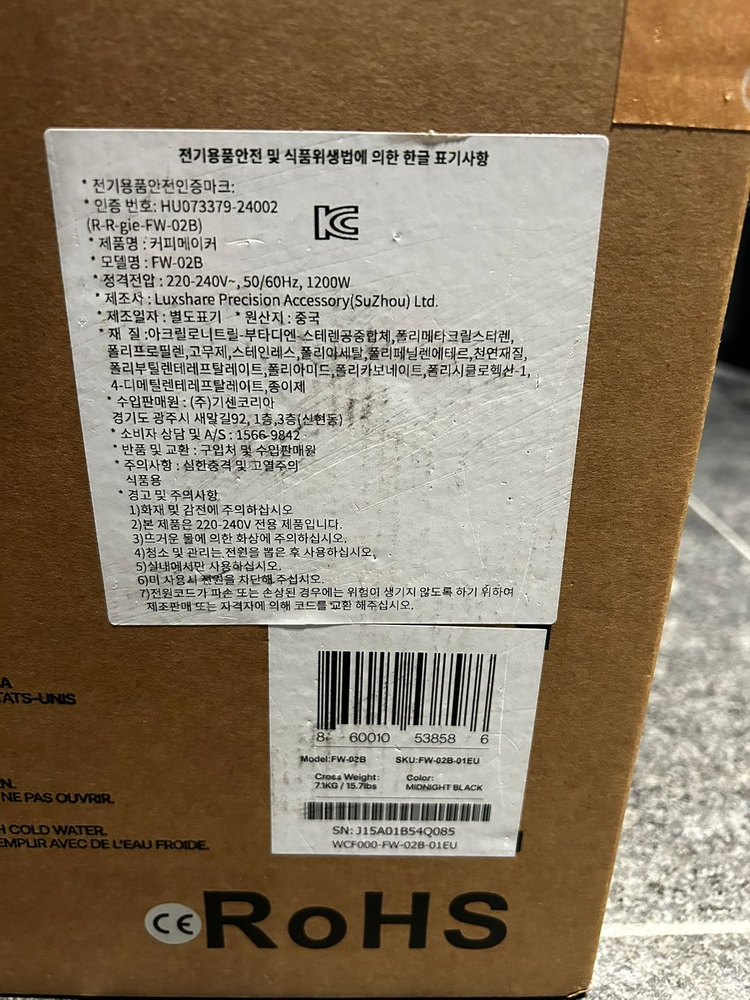 전기용품안전 및 식품위생법에 의한 한글 표기사항
* 전기용품안전인증마크:
* 인증 번호: HU073379-24002
(R-R-gie-FW-02B)
* 제품명 : 커피메이커
* 모델명 : FW-02B
* 정격전압 : 220-240V~, 50/60Hz, 1200W
* 제조사 : Luxshare Precision Accessory(SuZhou) Ltd.
* 제조일자 : 별도표기 * 원산지 : 중국
* 재 질 :아크릴로니트릴-부타디엔-스테렌공중합체,폴리메타크릴스티렌,
폴리프로필렌,고무제,스테인레스,폴리아세탈,폴리페닐렌에테르,천연재질,
폴리부틸렌테레프탈레이트,폴리아미드,폴리카보네이트,폴리시클로헥산-1,
4-디메틸렌테레프탈레이트,종이제
* 수입판매원 : (주)기센코리아
경기도 광주시 새말길92, 1층,3층(신현동)
* 소비자 상담 및 A/S : 1566-9842
* 반품 및 교환 : 구입처 및 수입판매원
* 주의사항 : 심한충격 및 고열주의
식품용
* 경고 및 주의사항
1)화재 및 감전에 주의하십시오
2)본 제품은 220-240V 전용 제품입니다.
3)뜨거운 물에 의한 화상에 주의하십시오.
4)청소 및 관리는 전원을 뽑은 후 사용하십시오,
5)실내에서만 사용하십시오.
6)미 사용시 전원을 차단해 주십시오.
7)전원코드가 파손 또는 손상된 경우에는 위험이 생기지 않도록 하기 위하여
제조판매 또는 자격자에 의해 코드를 교환 해주십시오.
A
TATS-UNIS
8 60010 53858 6
Model:FW-02B SKU:FW-02B-01EU
Cross Weight: Color:
7.1KG / 15.7lbs MIDNIGHT BLACK
SN: J15A01B54Q085
WCF000-FW-02B-01EU
N.
NE PAS OUVRIR.
H COLD WATER.
EMPLIR AVEC DE L'EAU FROIDE.
CE RoHS